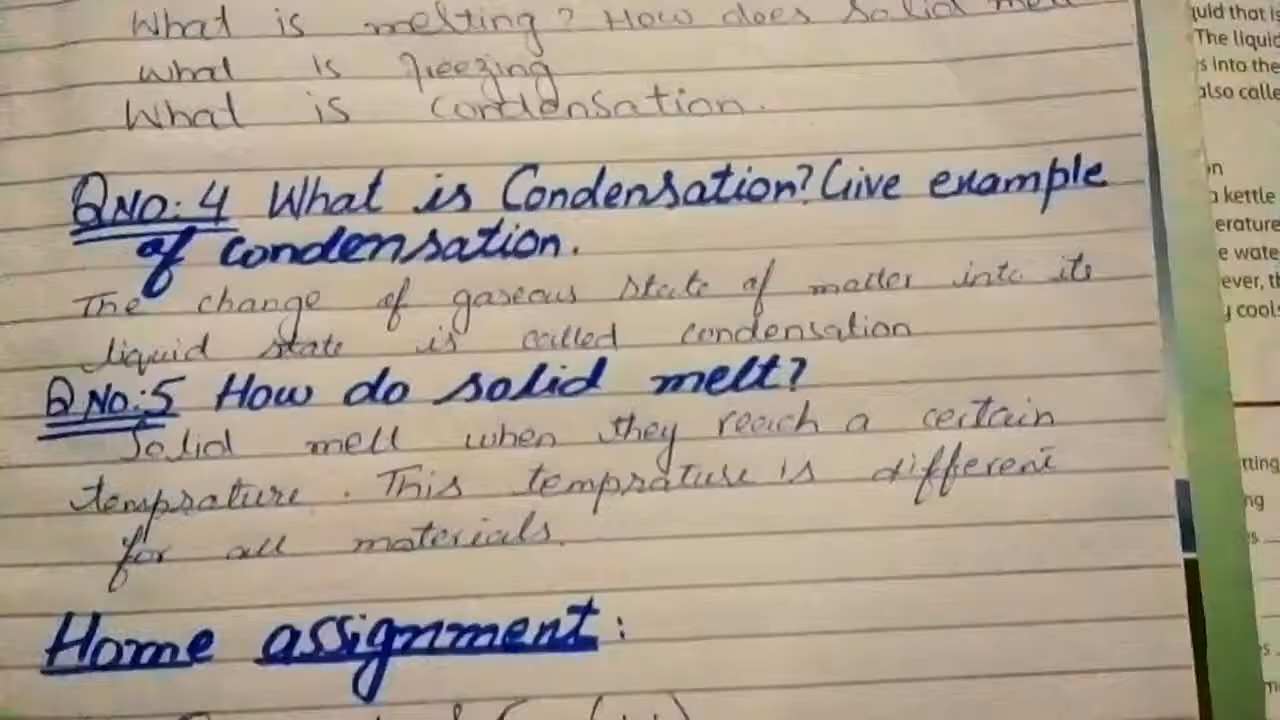 What is melting? How does Solid melt
What is freezing
What is condensation.
QNO:4 What is Condensation? Give example
of condensation.
The change of gaseous state of matter into its
liquid state is called condensation
QNO:5 How do solid melt?
Solid melt when they reach a certain
temprature. This temprature is different
for all materials.
Home assignment:
quid that is
The liquid
s into the
also calle
n
a kettle
erature
e wate
ever, th
y cools
tting
ng
s
s
m